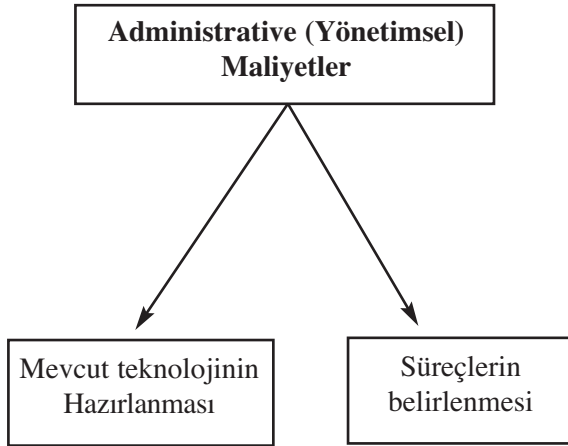 Administrative (Yönetimsel)
Maliyetler
Mevcut teknolojinin
Hazırlanması
Süreçlerin
belirlenmesi